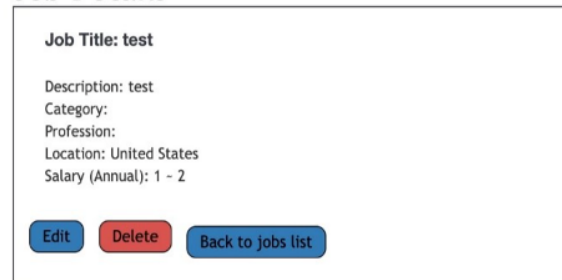 Job Title: test
Description: test
Category:
Profession:
Location: United States
Salary (Annual): 1 ~ 2
Edit Delete Back to jobs list